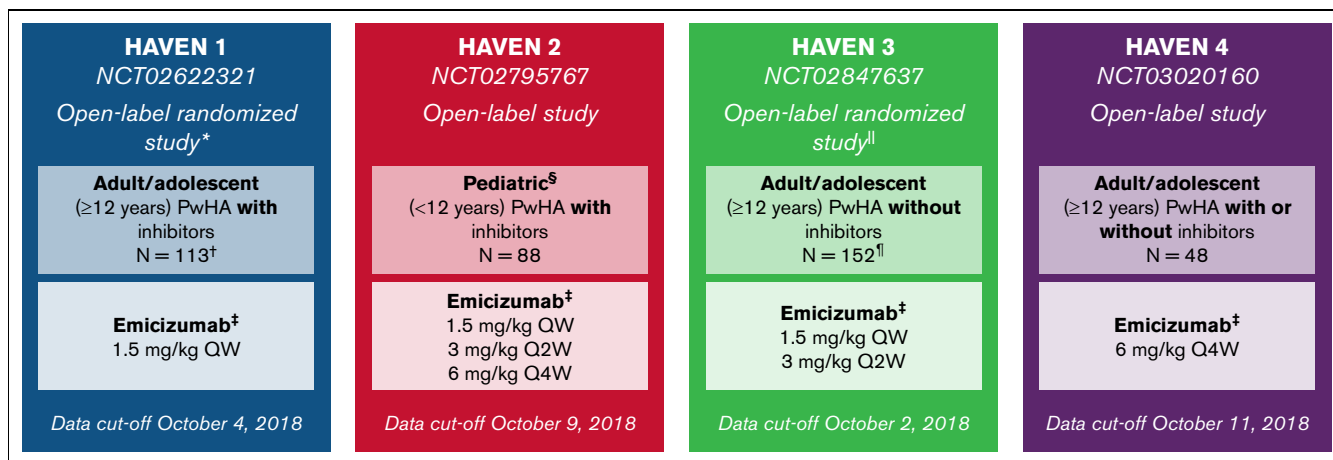 HAVEN 1
NCT02622321
Open-label randomized
study*
Adult/adolescent
(≥12 years) PwHA with
inhibitors
N = 113†
Emicizumab‡
1.5 mg/kg QW
Data cut-off October 4, 2018
HAVEN 2
NCT02795767
Open-label study
Pediatric§
(<12 years) PwHA with
inhibitors
N = 88
Emicizumab‡
1.5 mg/kg QW
3 mg/kg Q2W
6 mg/kg Q4W
Data cut-off October 9, 2018
HAVEN 3
NCT02847637
Open-label randomized
study||
Adult/adolescent
(≥12 years) PwHA without
inhibitors
N = 152¶
Emicizumab‡
1.5 mg/kg QW
3 mg/kg Q2W
Data cut-off October 2, 2018
HAVEN 4
NCT03020160
Open-label study
Adult/adolescent
(≥12 years) PwHA with or
without inhibitors
N = 48
Emicizumab‡
6 mg/kg Q4W
Data cut-off October 11, 2018